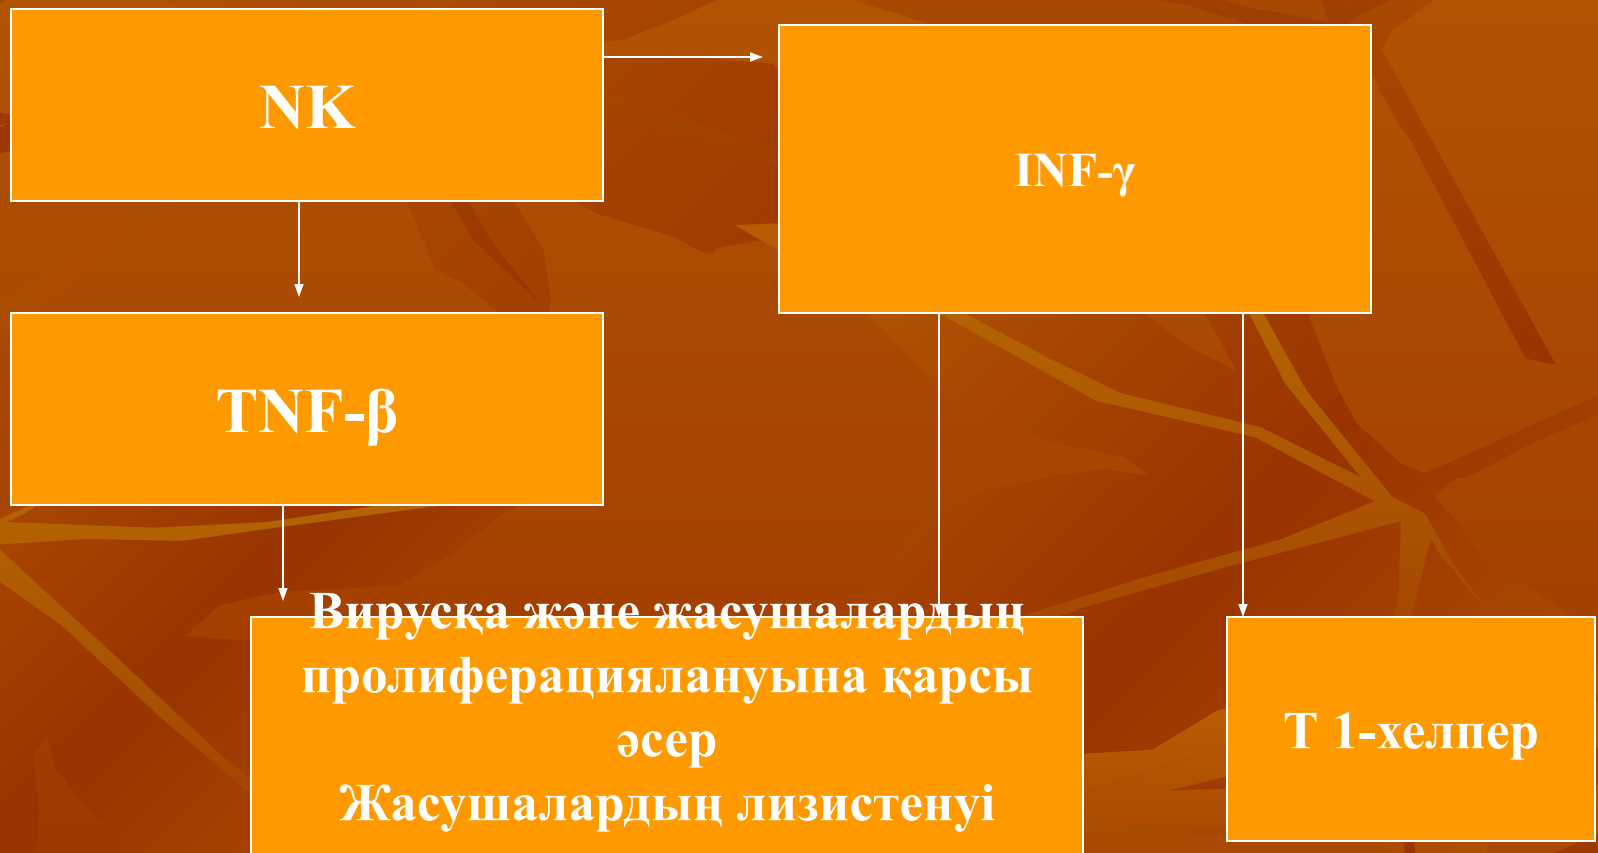 NK
INF-γ
TNF-β
Вирусқа және жасушалардың
пролиферациялануына қарсы
әсер
Жасушалардың лизистенуі
Т 1-хелпер